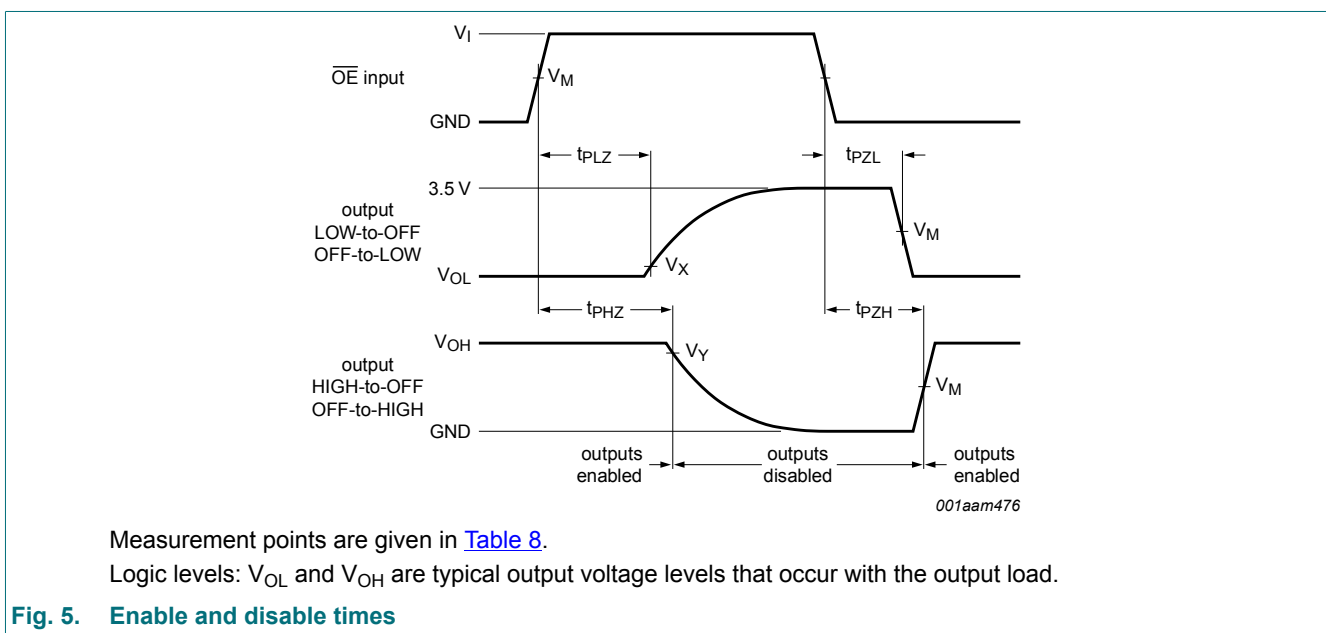 V_I
OE input
V_M
GND
t_PLZ
t_PZL
3.5 V
output
LOW-to-OFF
OFF-to-LOW
V_M
V_X
V_OL
t_PHZ
t_PZH
V_OH
V_Y
output
HIGH-to-OFF
OFF-to-HIGH
V_M
GND
outputs
enabled
outputs
disabled
outputs
enabled
001aam476
Measurement points are given in Table 8.
Logic levels: V_OL and V_OH are typical output voltage levels that occur with the output load.
Fig. 5. Enable and disable times